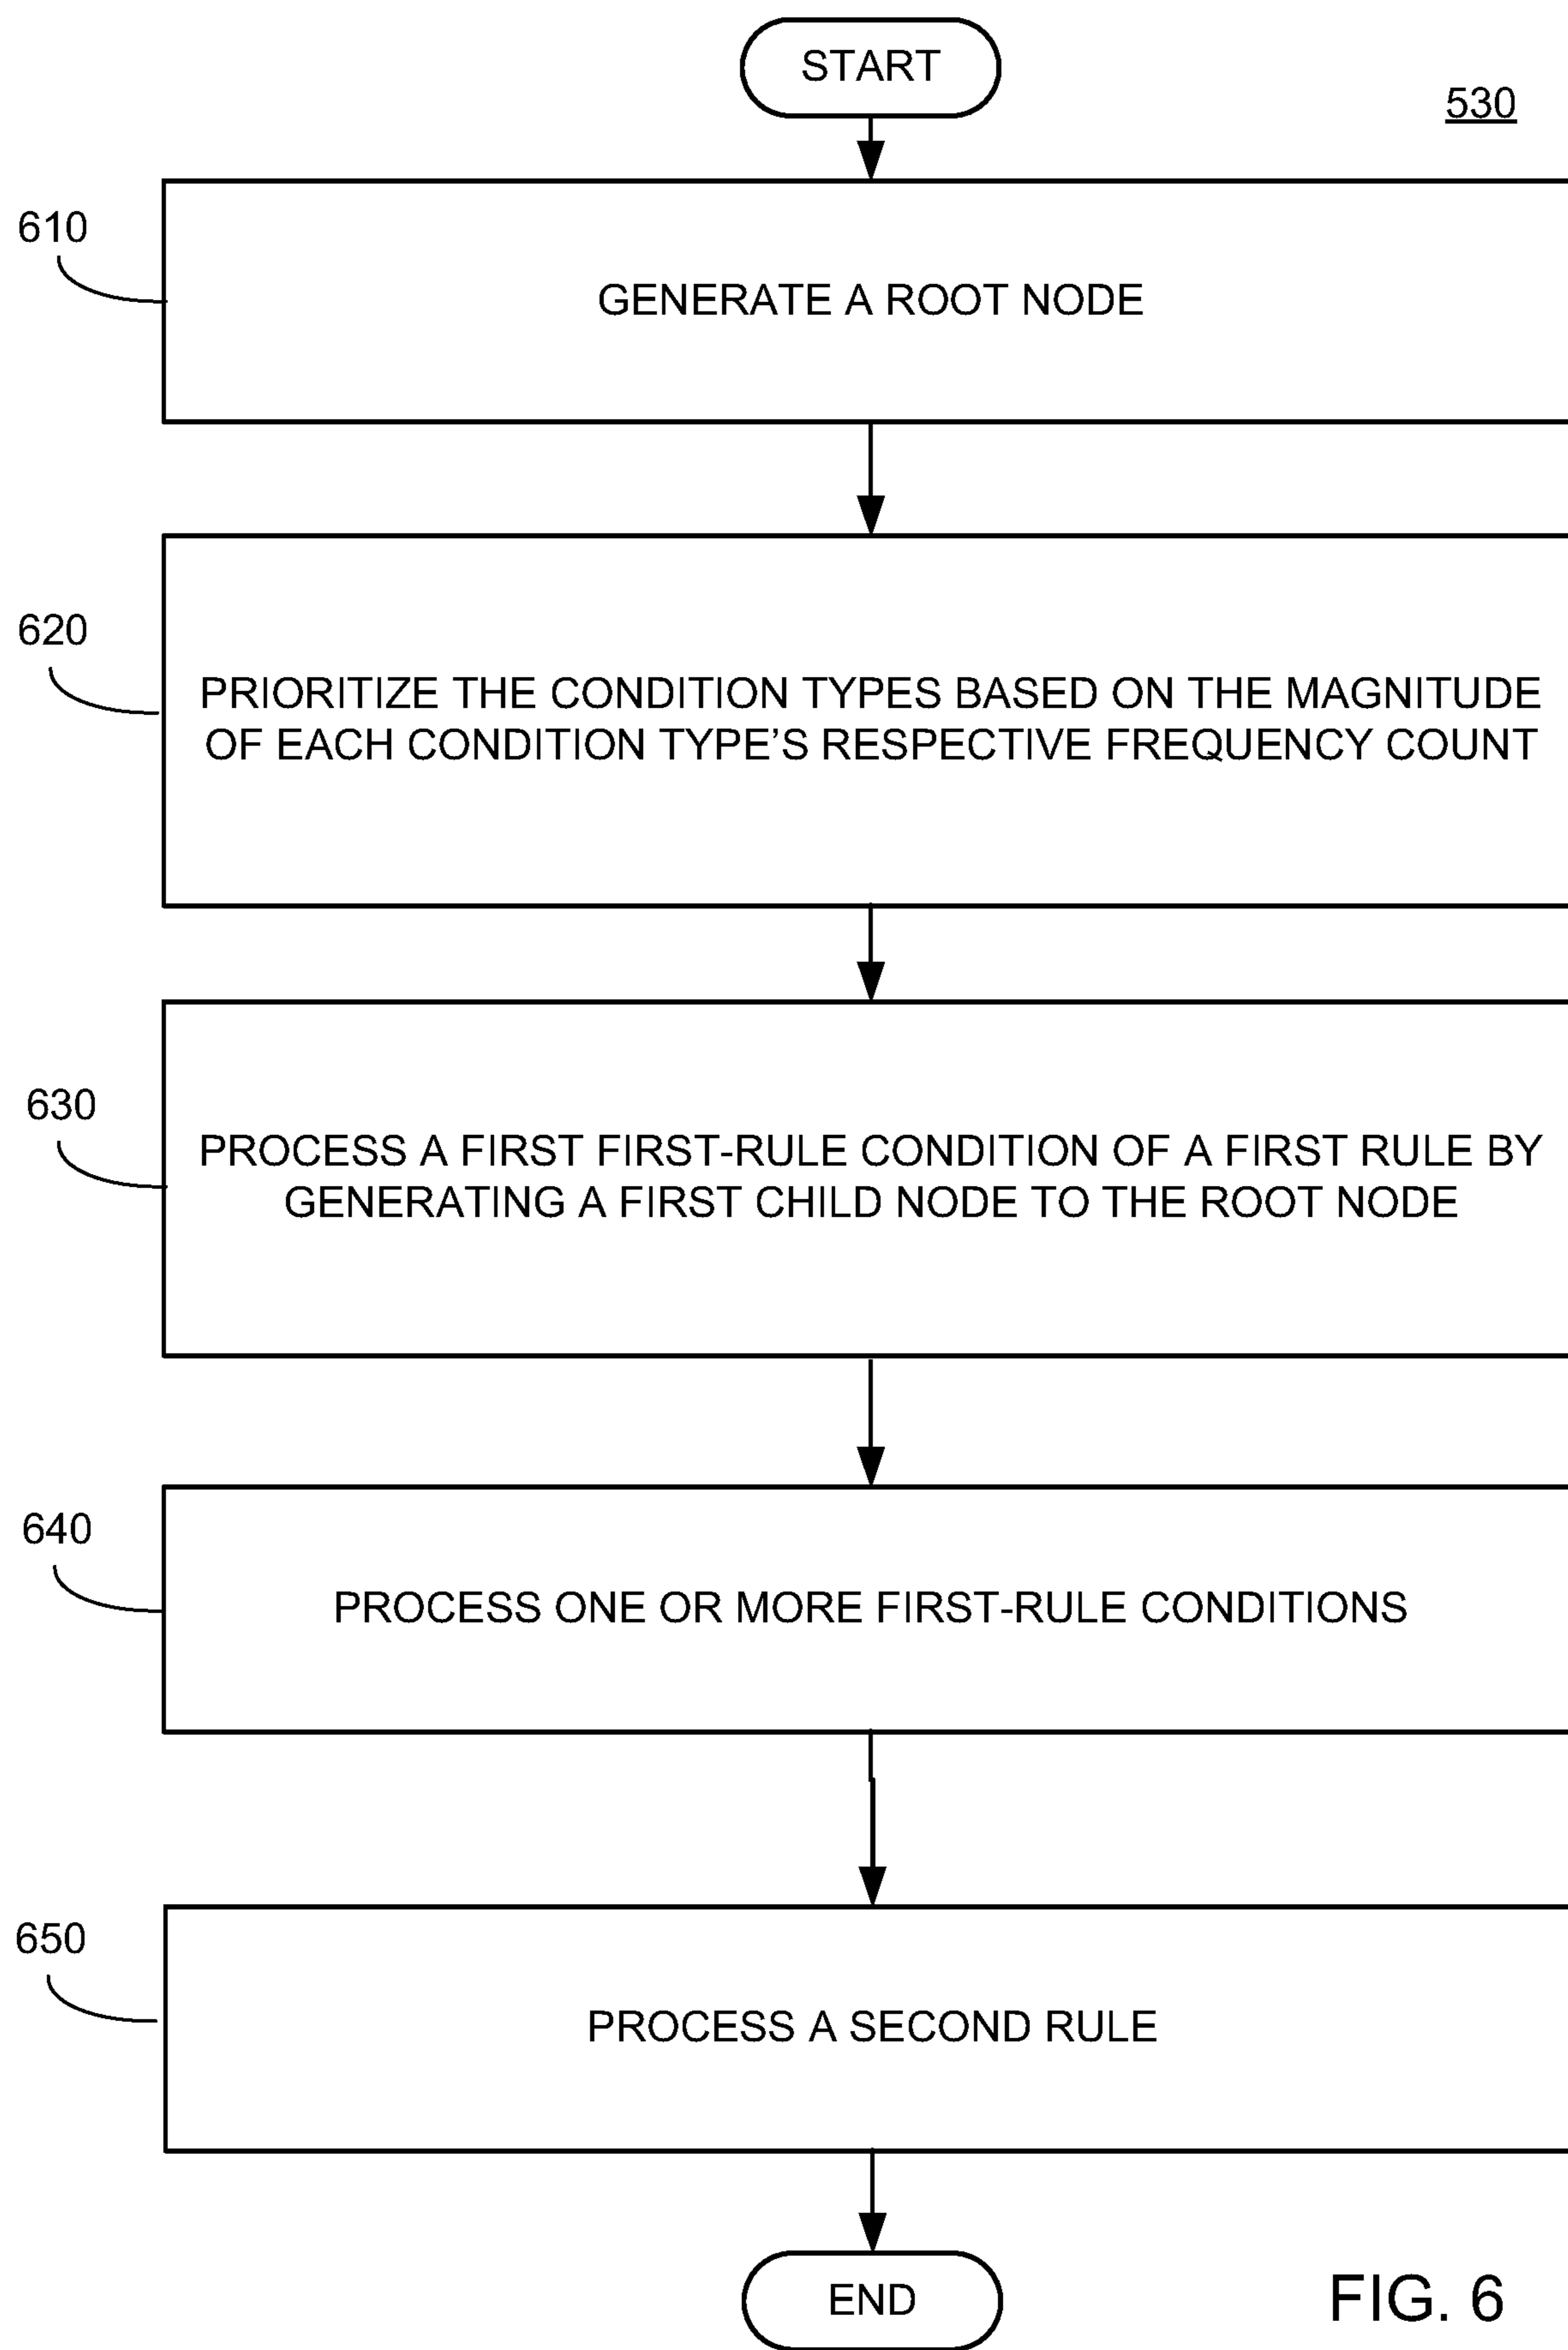 START
530
610
GENERATE A ROOT NODE
620
PRIORITIZE THE CONDITION TYPES BASED ON THE MAGNITUDE
OF EACH CONDITION TYPE'S RESPECTIVE FREQUENCY COUNT
630
PROCESS A FIRST FIRST-RULE CONDITION OF A FIRST RULE BY
GENERATING A FIRST CHILD NODE TO THE ROOT NODE
640
PROCESS ONE OR MORE FIRST-RULE CONDITIONS
650
PROCESS A SECOND RULE
END
FIG. 6